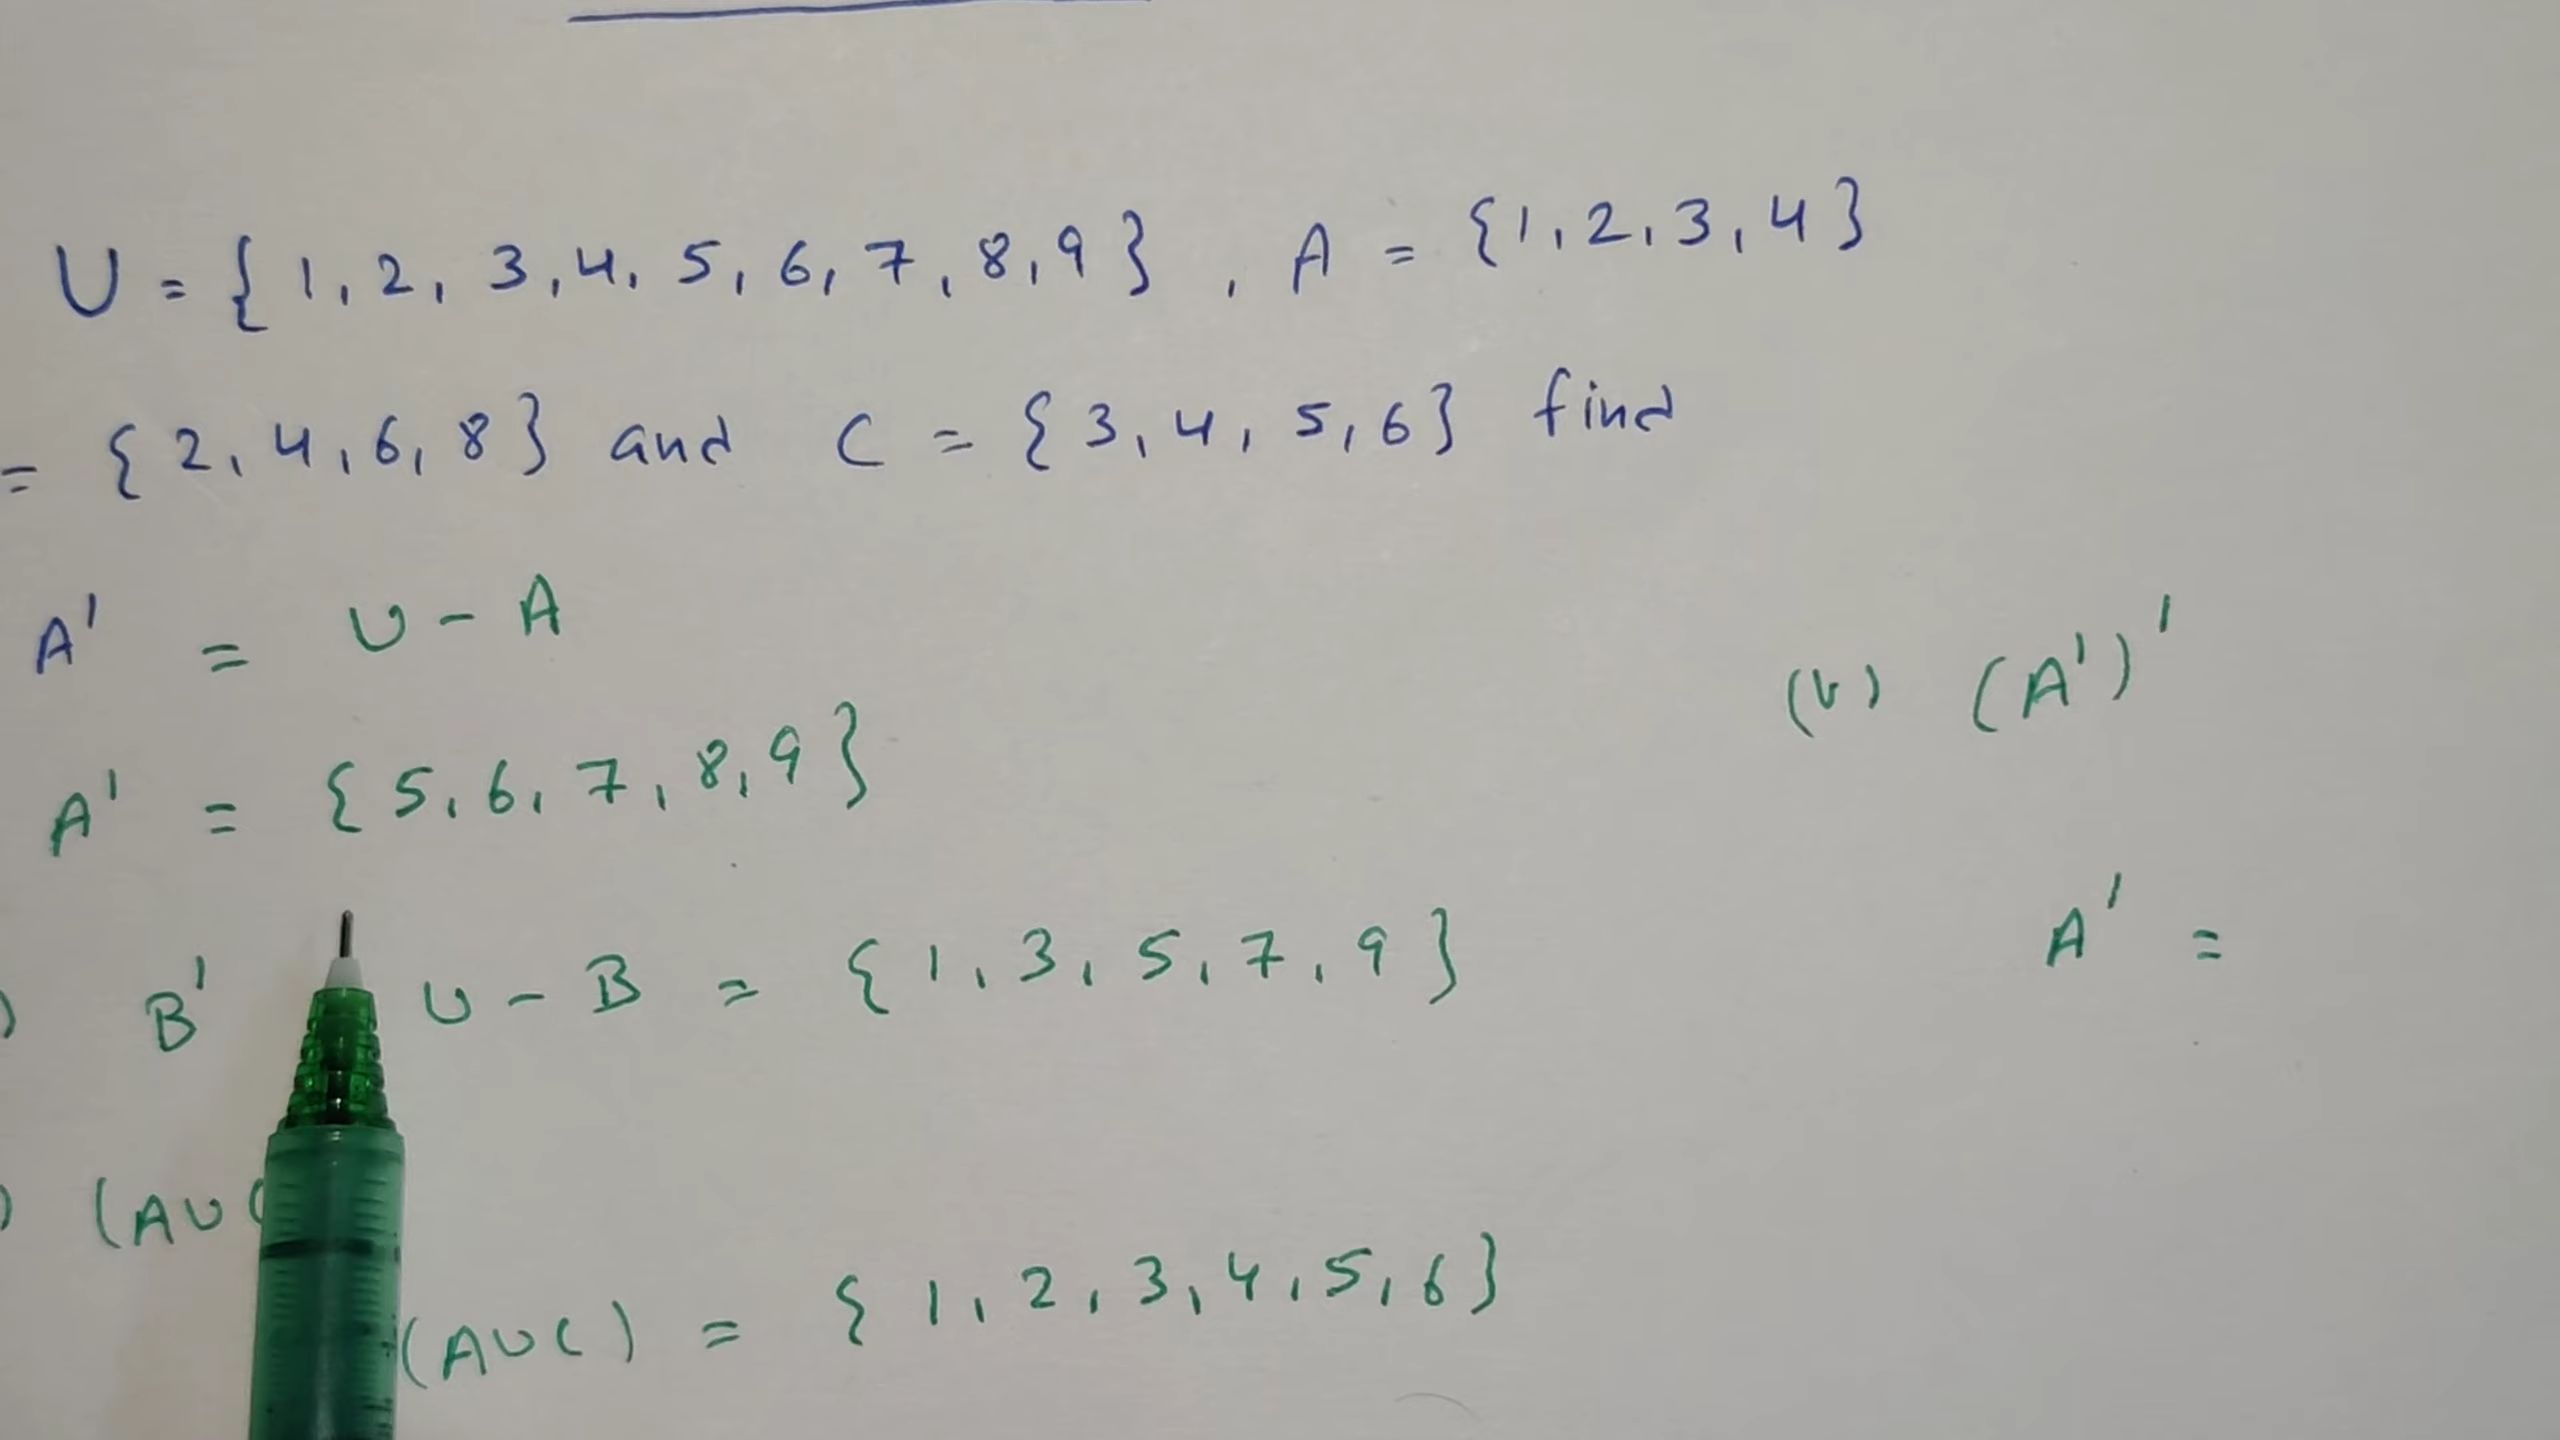 U = { 1, 2, 3, 4, 5, 6, 7, 8, 9 } , A = {1, 2, 3, 4}
= { 2, 4, 6, 8 } and C = { 3, 4, 5, 6 } find
A' = U - A
(v) (A')'
A' = { 5, 6, 7, 8, 9 }
A' =
) B' U - B = { 1, 3, 5, 7, 9 }
) (AU
(AUC) = { 1, 2, 3, 4, 5, 6 }